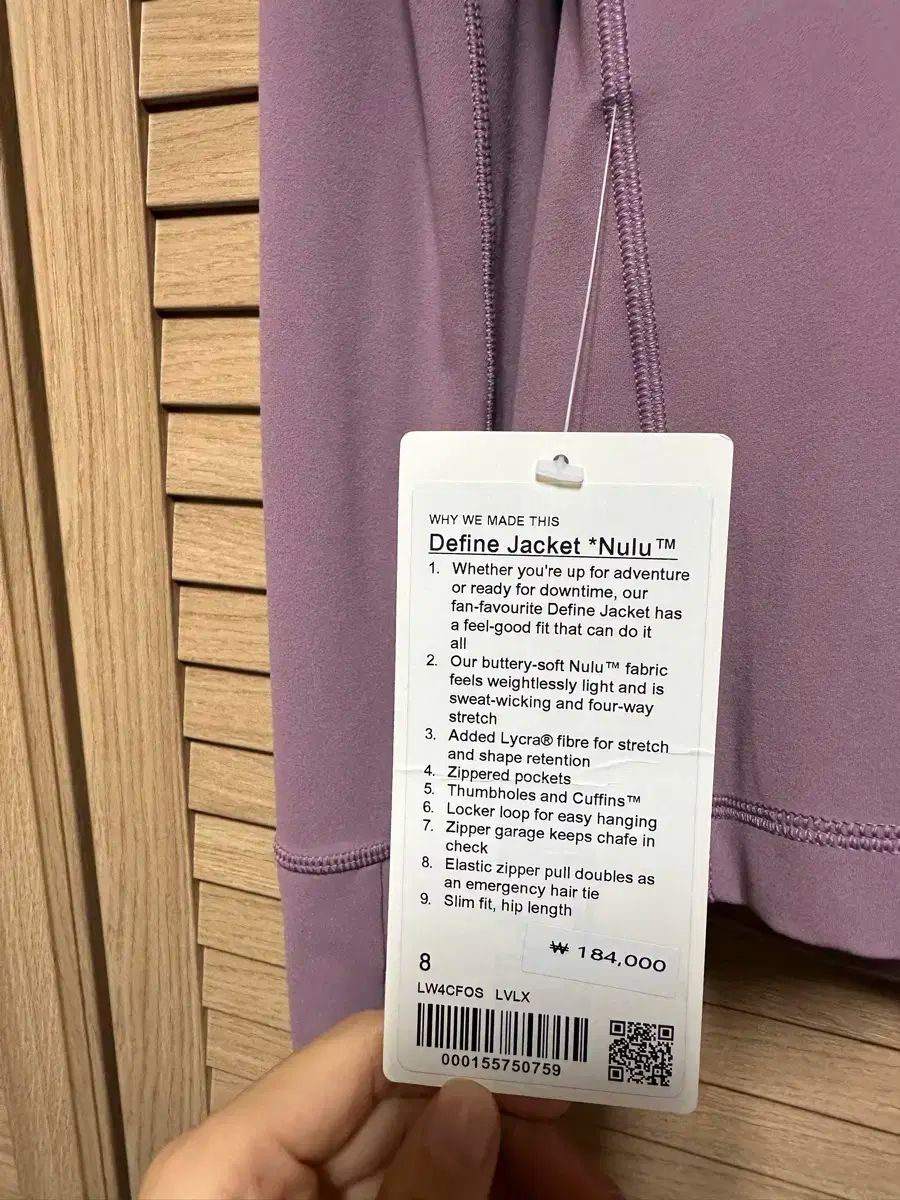 WHY WE MADE THIS
Define Jacket *Nulu™
1. Whether you're up for adventure
or ready for downtime, our
fan-favourite Define Jacket has
a feel-good fit that can do it
all
2. Our buttery-soft Nulu™ fabric
feels weightlessly light and is
sweat-wicking and four-way
stretch
3. Added Lycra® fibre for stretch
and shape retention
4. Zippered pockets
5. Thumbholes and Cuffins™
6. Locker loop for easy hanging
7. Zipper garage keeps chafe in
check
8. Elastic zipper pull doubles as
an emergency hair tie
9. Slim fit, hip length
₩ 184,000
8
LW4CFOS LVLX
000155750759